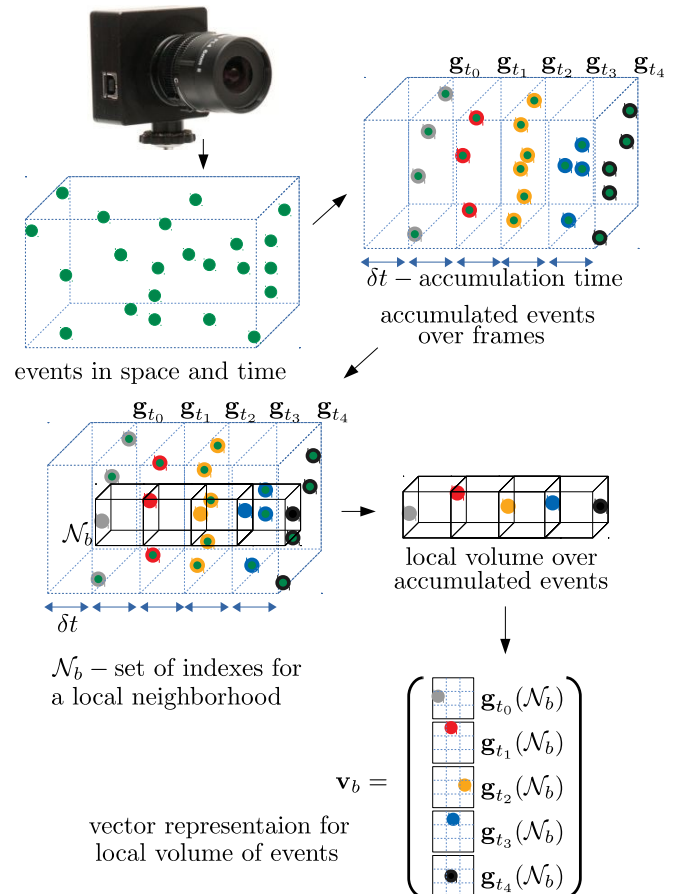 g_{t_0} g_{t_1} g_{t_2} g_{t_3} g_{t_4}
δt − accumulation time
accumulated events
over frames
events in space and time
g_{t_0} g_{t_1} g_{t_2} g_{t_3} g_{t_4}
𝒩_b
δt
local volume over
accumulated events
𝒩_b − set of indexes for
a local neighborhood
g_{t_0}(𝒩_b)
g_{t_1}(𝒩_b)
v_b =
g_{t_2}(𝒩_b)
g_{t_3}(𝒩_b)
g_{t_4}(𝒩_b)
vector representaion for
local volume of events